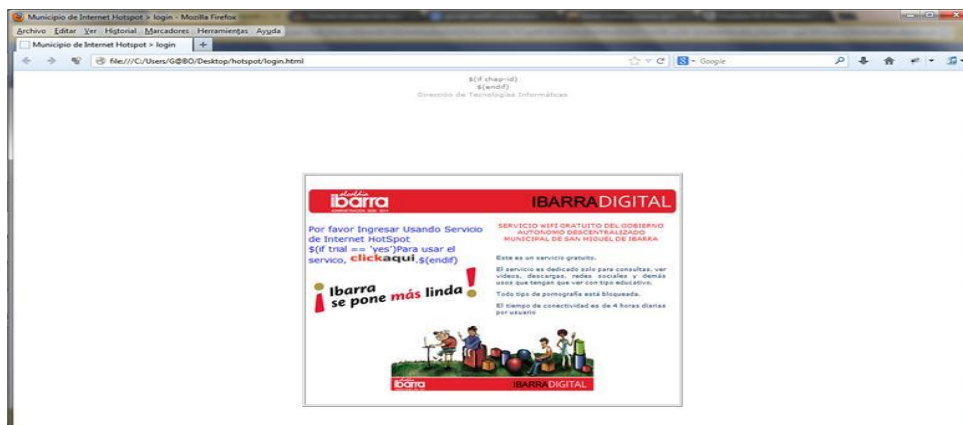 Municipio de Internet Hotspot > login - Mozilla Firefox
Archivo Editar Ver Historial Marcadores Herramientas Ayuda
Municipio de Internet Hotspot > login
file:///C:/Users/G@BO/Desktop/hotspot/login.html
Google
$(if chap-id)
$(endif)
Dirección de Tecnologías Informáticas
alcaldía
ibarra
IBARRADIGITAL
Por favor Ingresar Usando Servicio
de Internet HotSpot
$(if trial == 'yes')Para usar el
servico, clickaqui.$(endif)
¡Ibarra
se pone más linda!
SERVICIO WIFI GRATUITO DEL GOBIERNO
AUTONOMO DESCENTRALIZADO
MUNICIPAL DE SAN MIGUEL DE IBARRA
Este es un servicio gratuito.
El servicio es dedicado solo para consultas, ver
videos, descargas, redes sociales y demás
usos que tengan que ver con tipo educativo.
Todo tipo de pornografía está bloqueada.
El tiempo de conectividad es de 4 horas diarias
por usuario
ibarra
IBARRADIGITAL